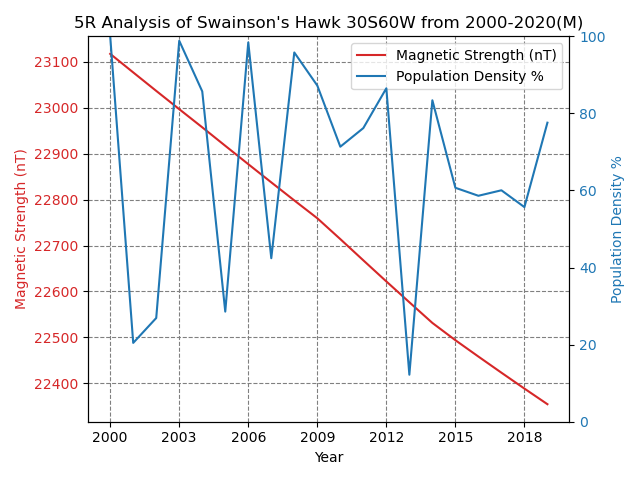 5R Analysis of Swainson's Hawk 30S60W from 2000-2020(M)
Magnetic Strength (nT)
Population Density %
23100
23000
22900
22800
22700
22600
22500
22400
Magnetic Strength (nT)
100
80
60
40
20
0
Population Density %
2000 2003 2006 2009 2012 2015 2018
Year